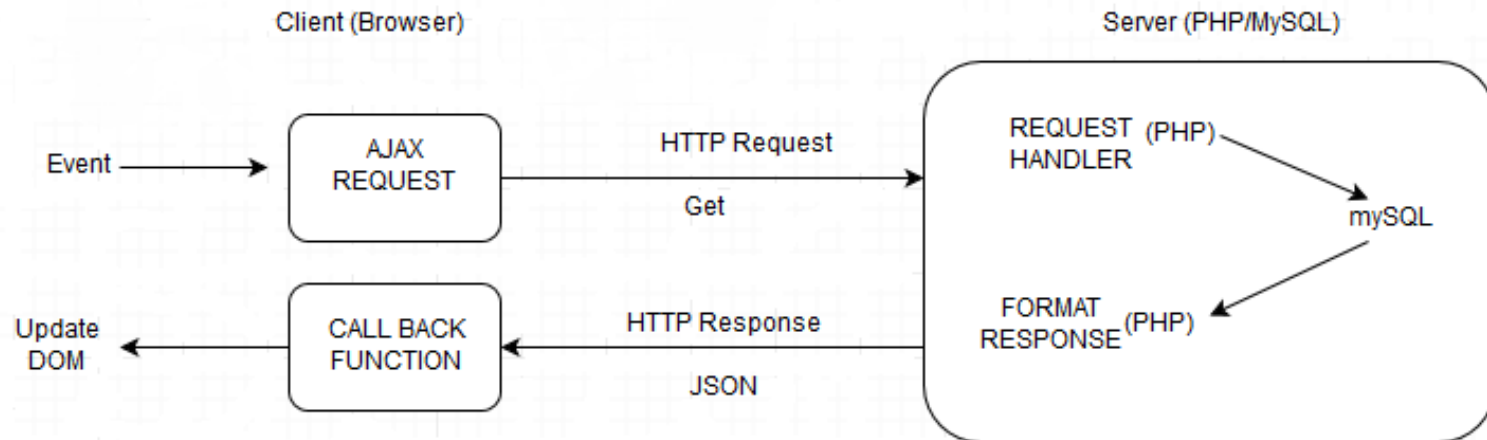 Client (Browser)
Server (PHP/MySQL)
Event
AJAX
REQUEST
HTTP Request
Get
REQUEST (PHP)
HANDLER
mySQL
FORMAT
RESPONSE (PHP)
HTTP Response
JSON
CALL BACK
FUNCTION
Update
DOM